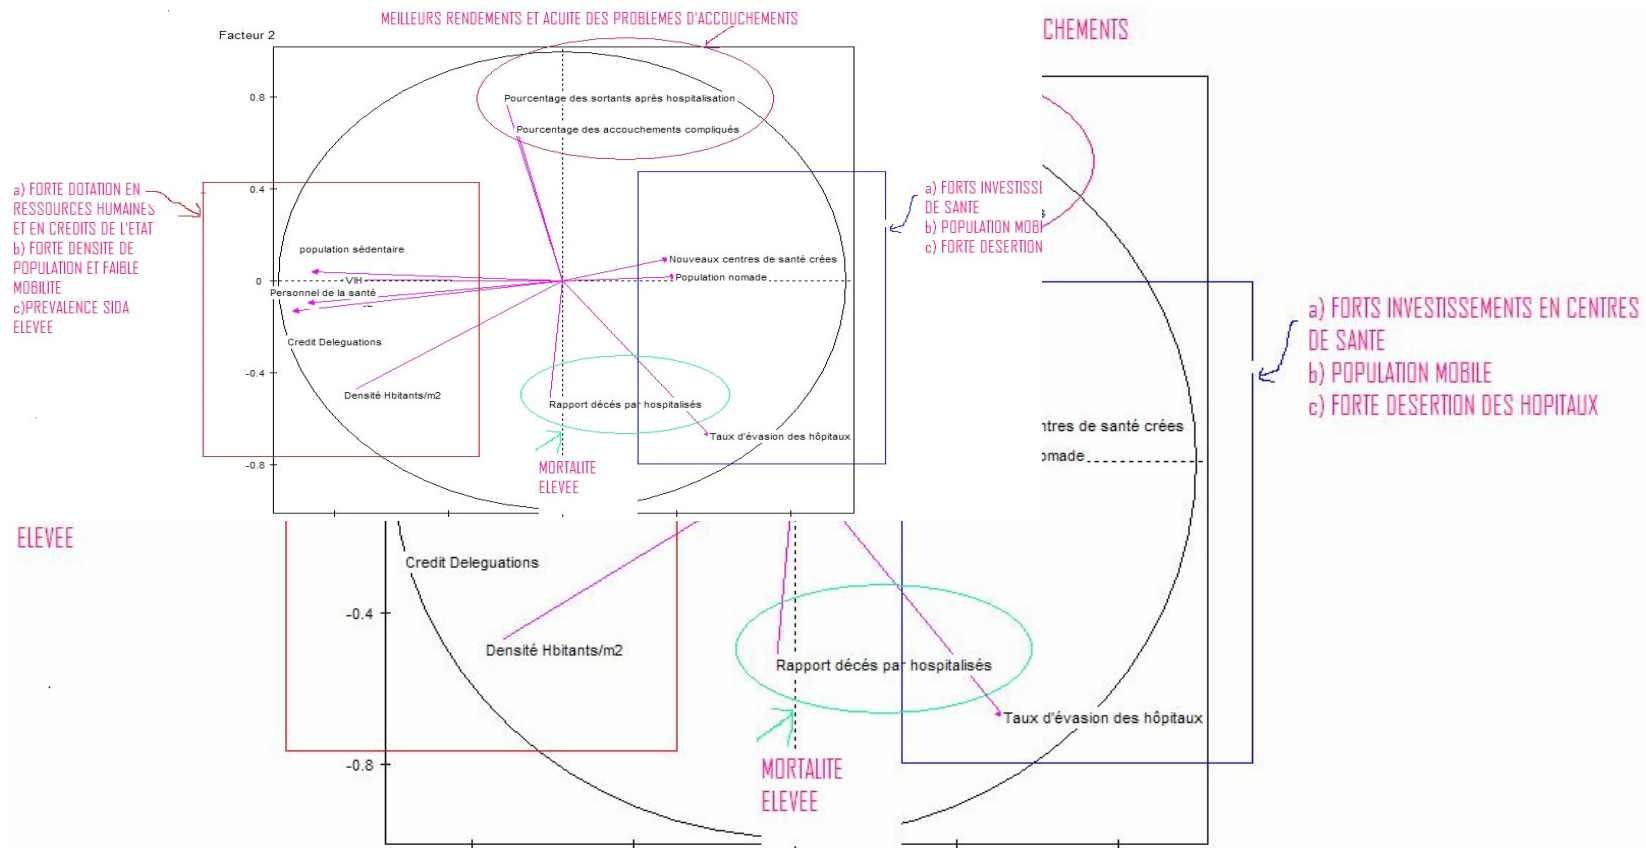 MEILLEURS RENDEMENTS ET ACUITE DES PROBLEMES D'ACCOUCHEMENTS
CHEMENTS
Facteur 2
0.8
Pourcentage des sortants après hospitalisation
Pourcentage des accouchements compliqués
a) FORTE DOTATION EN
RESSOURCES HUMAINES
ET EN CREDITS DE L'ETAT
b) FORTE DENSITE DE
POPULATION ET FAIBLE
MOBILITE
c)PREVALENCE SIDA
ELEVEE
0.4
a) FORTS INVESTISSE
DE SANTE
b) POPULATION MOBI
c) FORTE DESERTION
population sédentaire
Nouveaux centres de santé crées
0
VIH
Population nomade
Personnel de la santé
Credit Deleguations
-0.4
Densité Hbitants/m2
Rapport décés par hospitalisés
Taux d'évasion des hôpitaux
-0.8
MORTALITE
ELEVEE
a) FORTS INVESTISSEMENTS EN CENTRES
DE SANTE
b) POPULATION MOBILE
c) FORTE DESERTION DES HOPITAUX
ntres de santé crées
omade
ELEVEE
Credit Deleguations
-0.4
Densité Hbitants/m2
Rapport décés par hospitalisés
Taux d'évasion des hôpitaux
-0.8
MORTALITE
ELEVEE